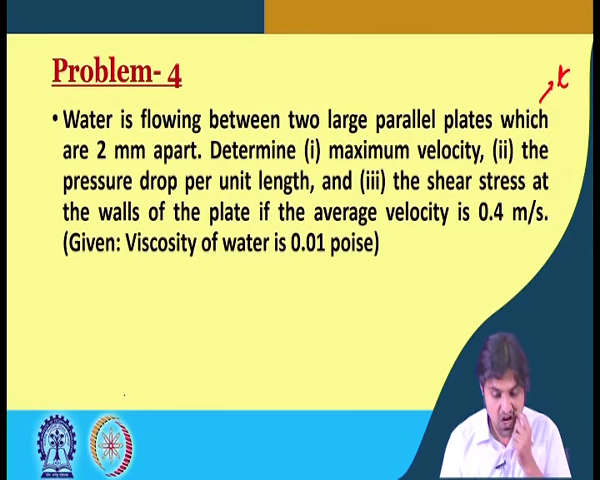 Problem- 4
t
• Water is flowing between two large parallel plates which
are 2 mm apart. Determine (i) maximum velocity, (ii) the
pressure drop per unit length, and (iii) the shear stress at
the walls of the plate if the average velocity is 0.4 m/s.
(Given: Viscosity of water is 0.01 poise)